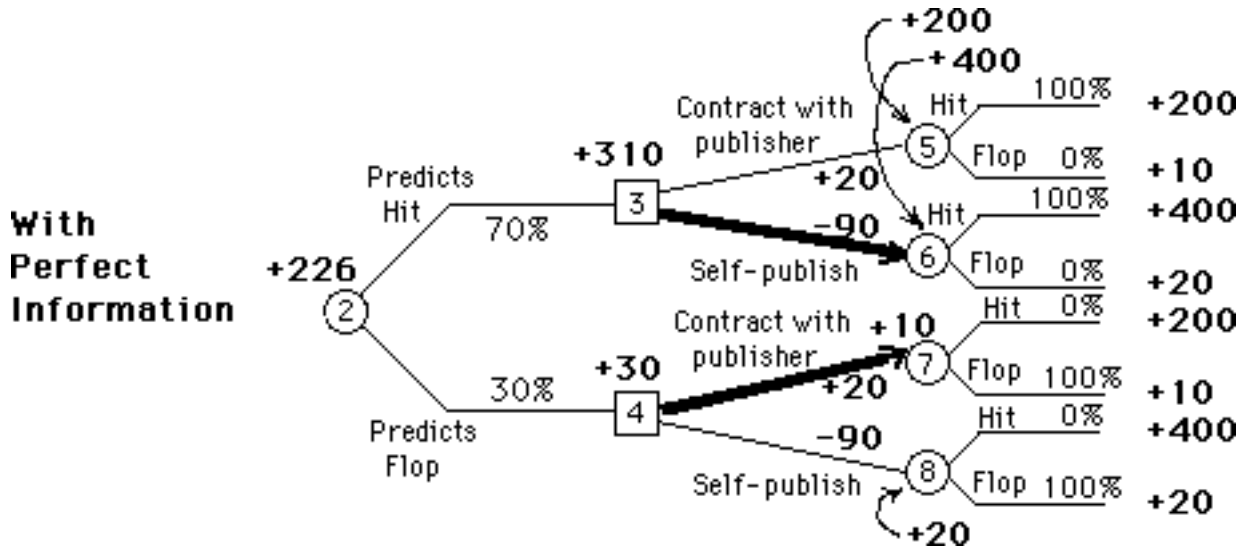 +200
+400
Hit 100% +200
Contract with
publisher
5
+310
Flop 0% +10
+20
Predicts
Hit
3
Hit 100% +400
-90
70%
6
With
Perfect
Information
+226
Self-publish
Flop 0% +20
2
Contract with
publisher
+10
Hit 0% +200
+30
7
Flop 100% +10
+20
30%
4
Hit 0% +400
Predicts
Flop
-90
8
Self-publish
Flop 100% +20
+20